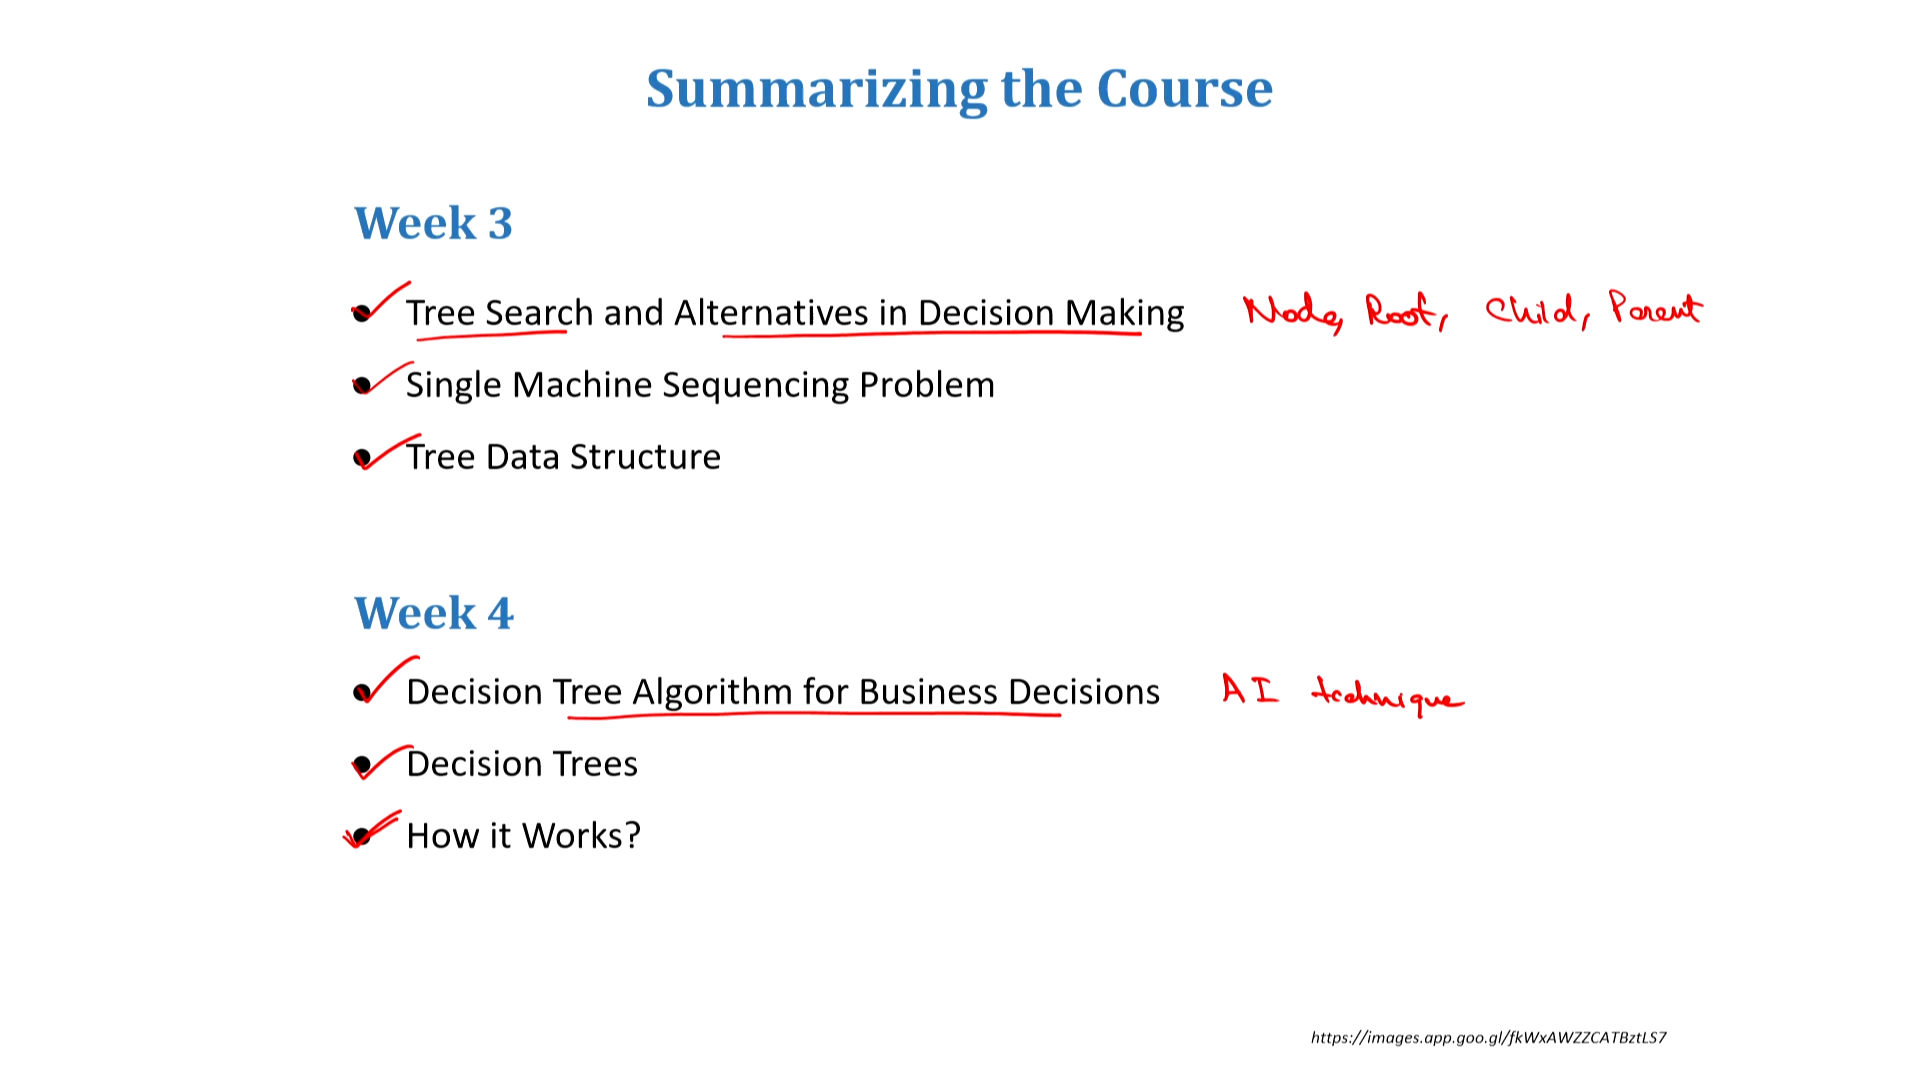 Summarizing the Course
Week 3
Tree Search and Alternatives in Decision Making Node, Root, Child, Parent
Single Machine Sequencing Problem
Tree Data Structure
Week 4
Decision Tree Algorithm for Business Decisions AI technique
Decision Trees
How it Works?
https://images.app.goo.gl/fkWxAWZZCATBztLS7